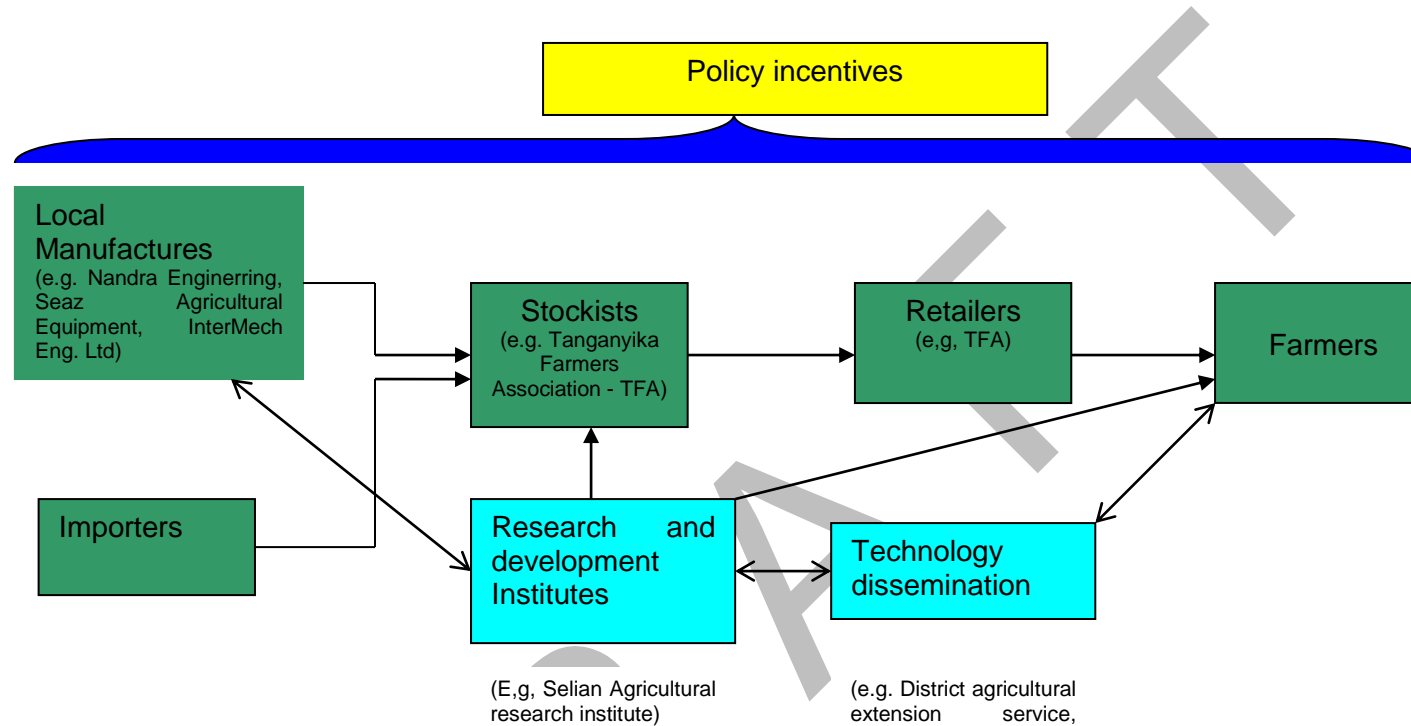 Policy incentives
Local
Manufactures
(e.g. Nandra Enginerring,
Seaz Agricultural
Equipment, InterMech
Eng. Ltd)
Stockists
(e.g. Tanganyika
Farmers
Association - TFA)
Retailers
(e,g, TFA)
Farmers
Importers
Research and
development
Institutes
Technology
dissemination
(E,g, Selian Agricultural
research institute)
(e.g. District agricultural
extension service,